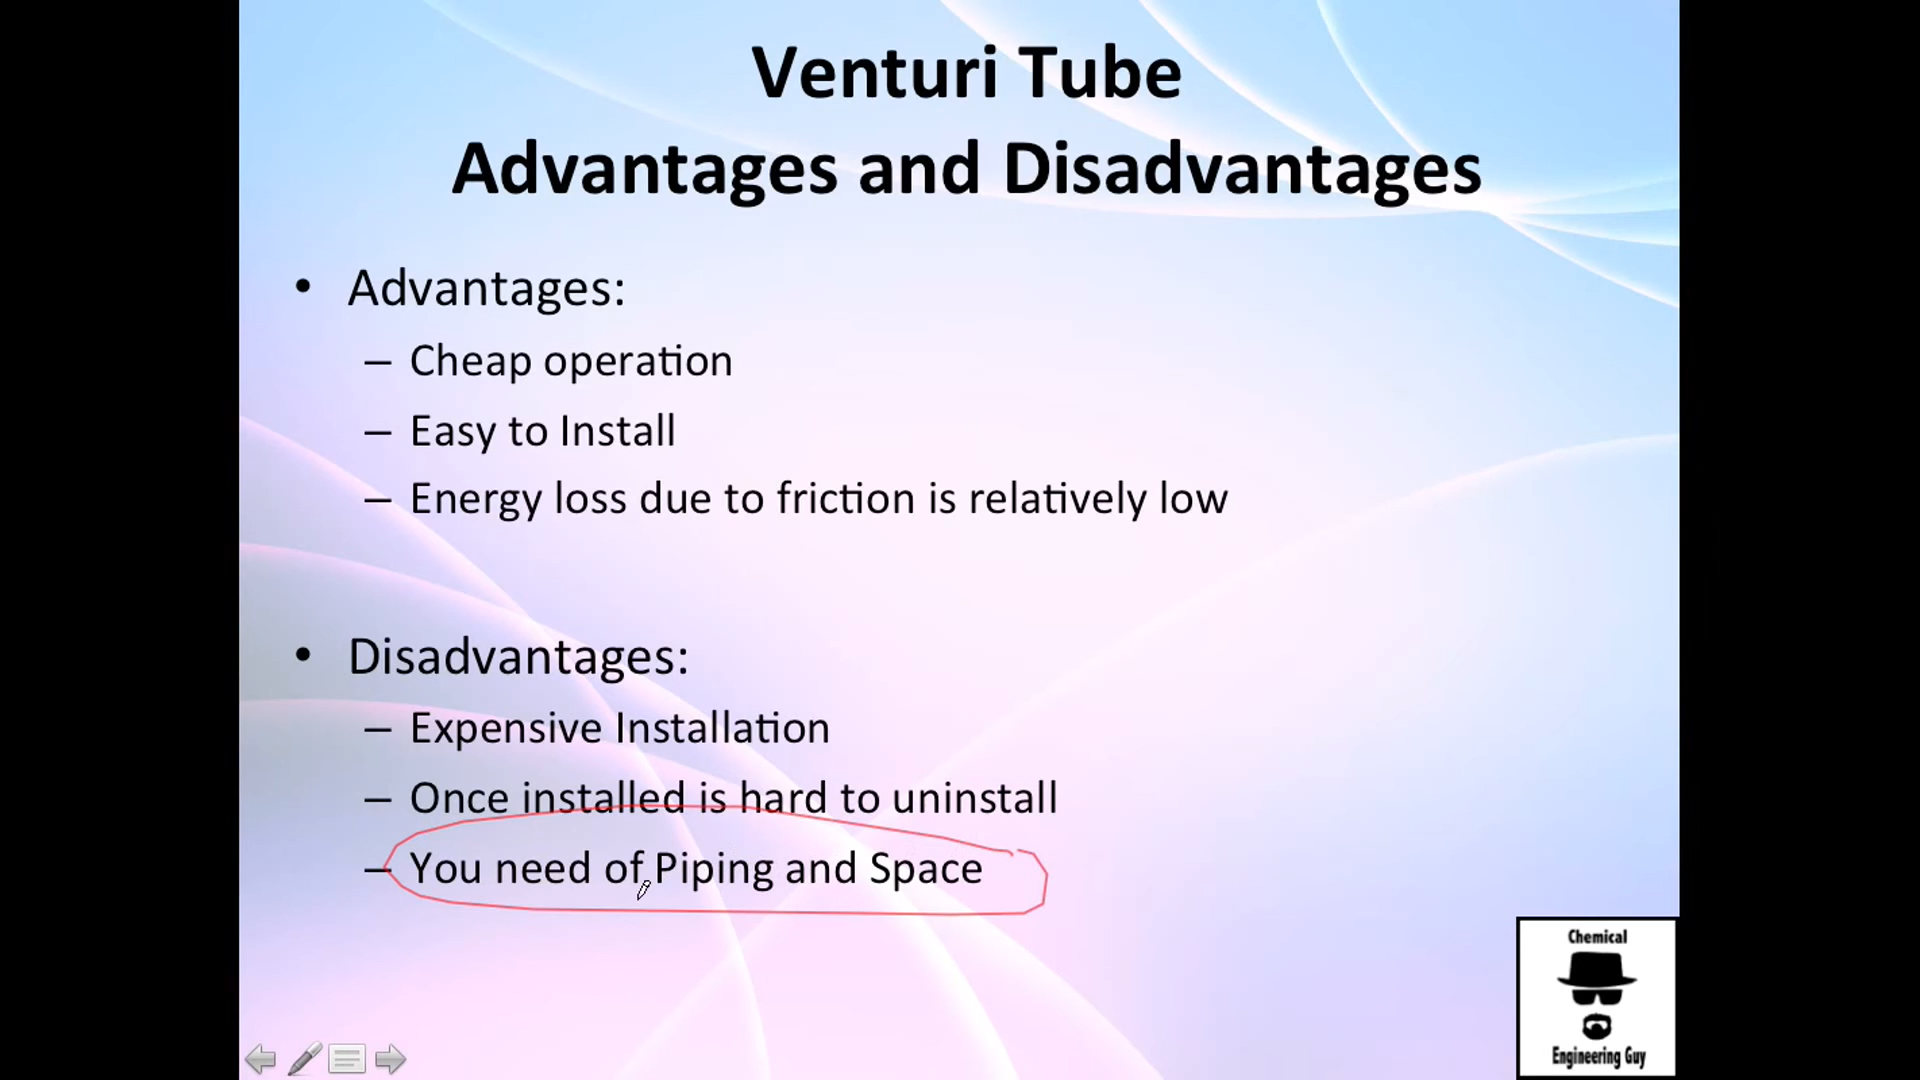 Venturi Tube
Advantages and Disadvantages
• Advantages:
– Cheap operation
– Easy to Install
– Energy loss due to friction is relatively low
• Disadvantages:
– Expensive Installation
– Once installed is hard to uninstall
– You need of Piping and Space
Chemical
Engineering Guy